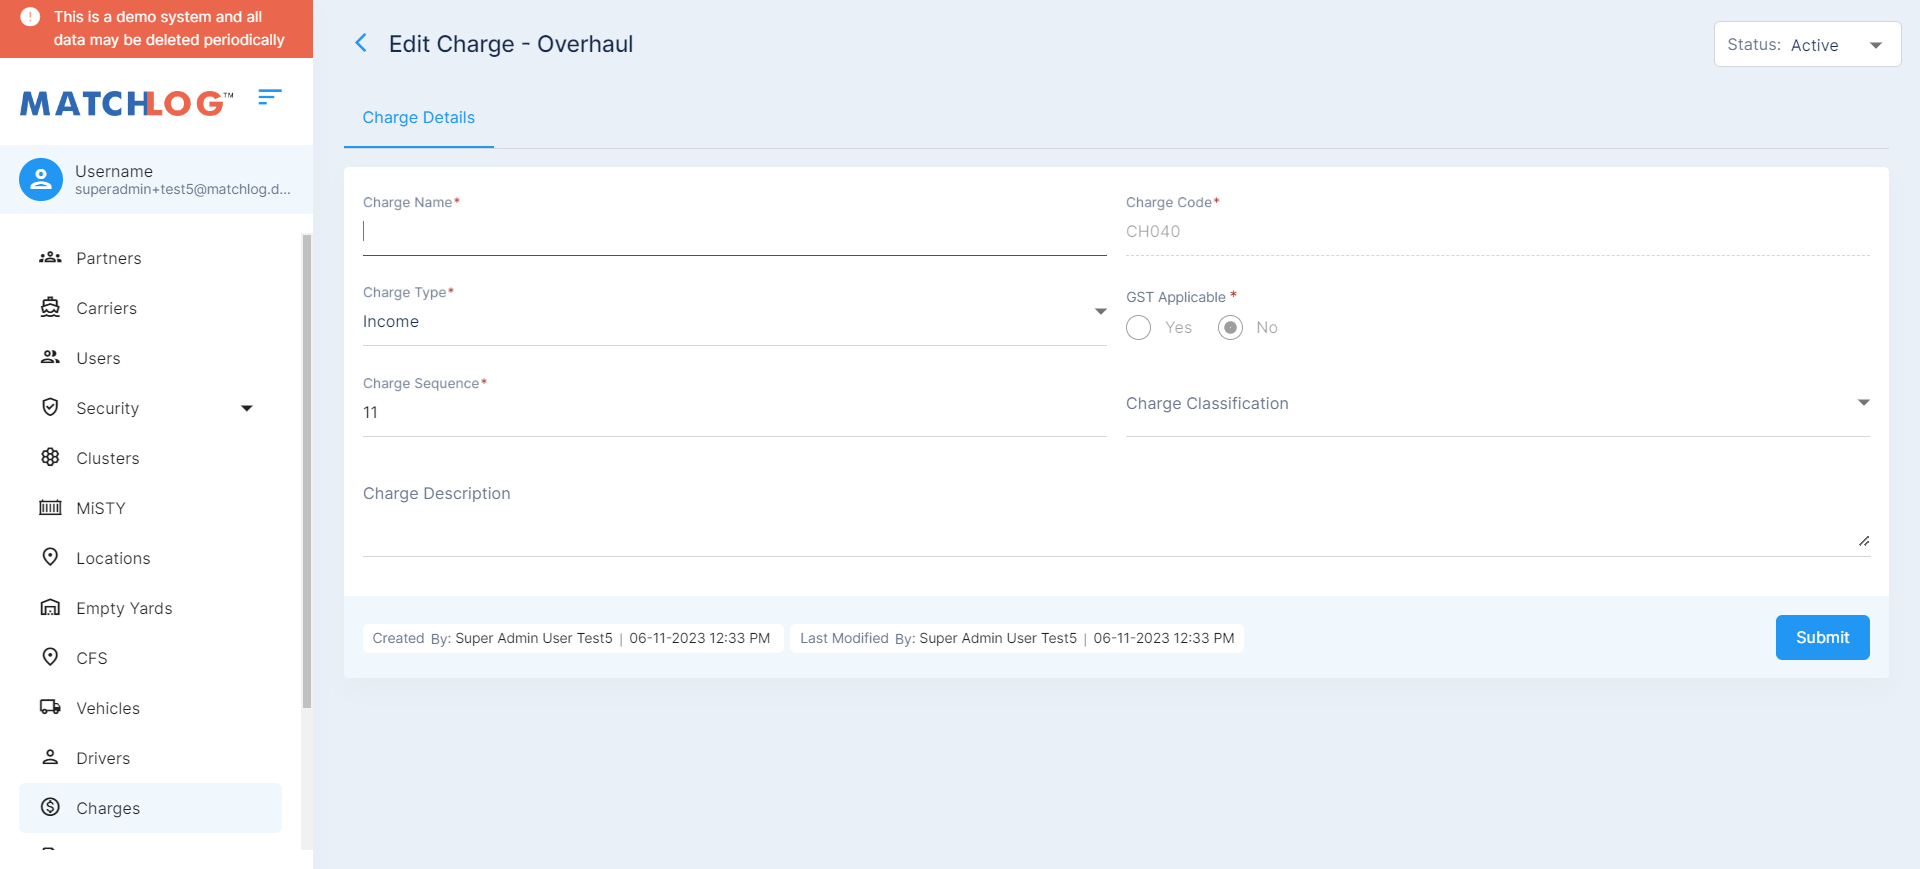 This is a demo system and all
data may be deleted periodically
MATCHLOG™
Username
superadmin+test5@matchlog.d...
Partners
Carriers
Users
Security
Clusters
MiSTY
Locations
Empty Yards
CFS
Vehicles
Drivers
Charges
Edit Charge - Overhaul
Status: Active
Charge Details
Charge Name*
Charge Code*
CH040
Charge Type*
Income
GST Applicable *
Yes No
Charge Sequence*
11
Charge Classification
Charge Description
Created By: Super Admin User Test5 | 06-11-2023 12:33 PM
Last Modified By: Super Admin User Test5 | 06-11-2023 12:33 PM
Submit